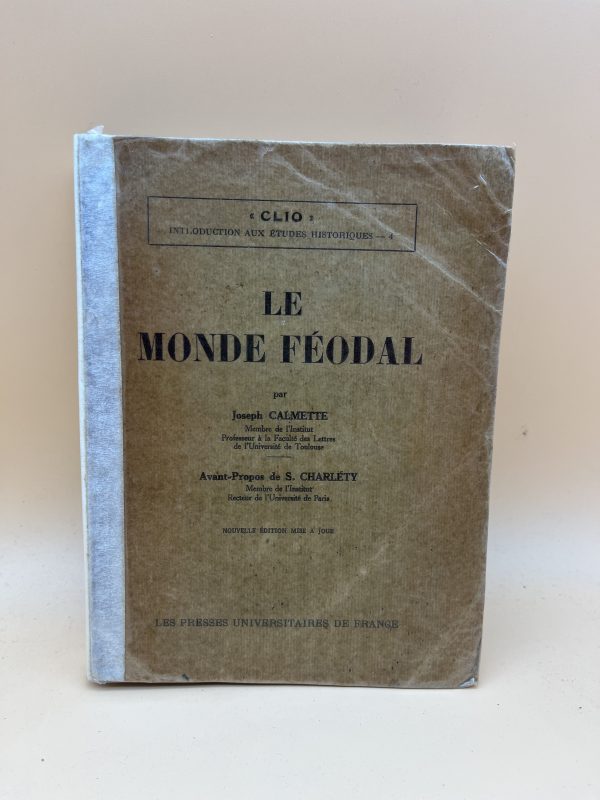 « CLIO »
INTRODUCTION AUX ÉTUDES HISTORIQUES — 4
LE
MONDE FÉODAL
par
Joseph CALMETTE
Membre de l'Institut
Professeur à la Faculté des Lettres
de l'Université de Toulouse
Avant-Propos de S. CHARLÉTY
Membre de l'Institut
Recteur de l'Université de Paris
NOUVELLE ÉDITION MISE A JOUR
LES PRESSES UNIVERSITAIRES DE FRANCE